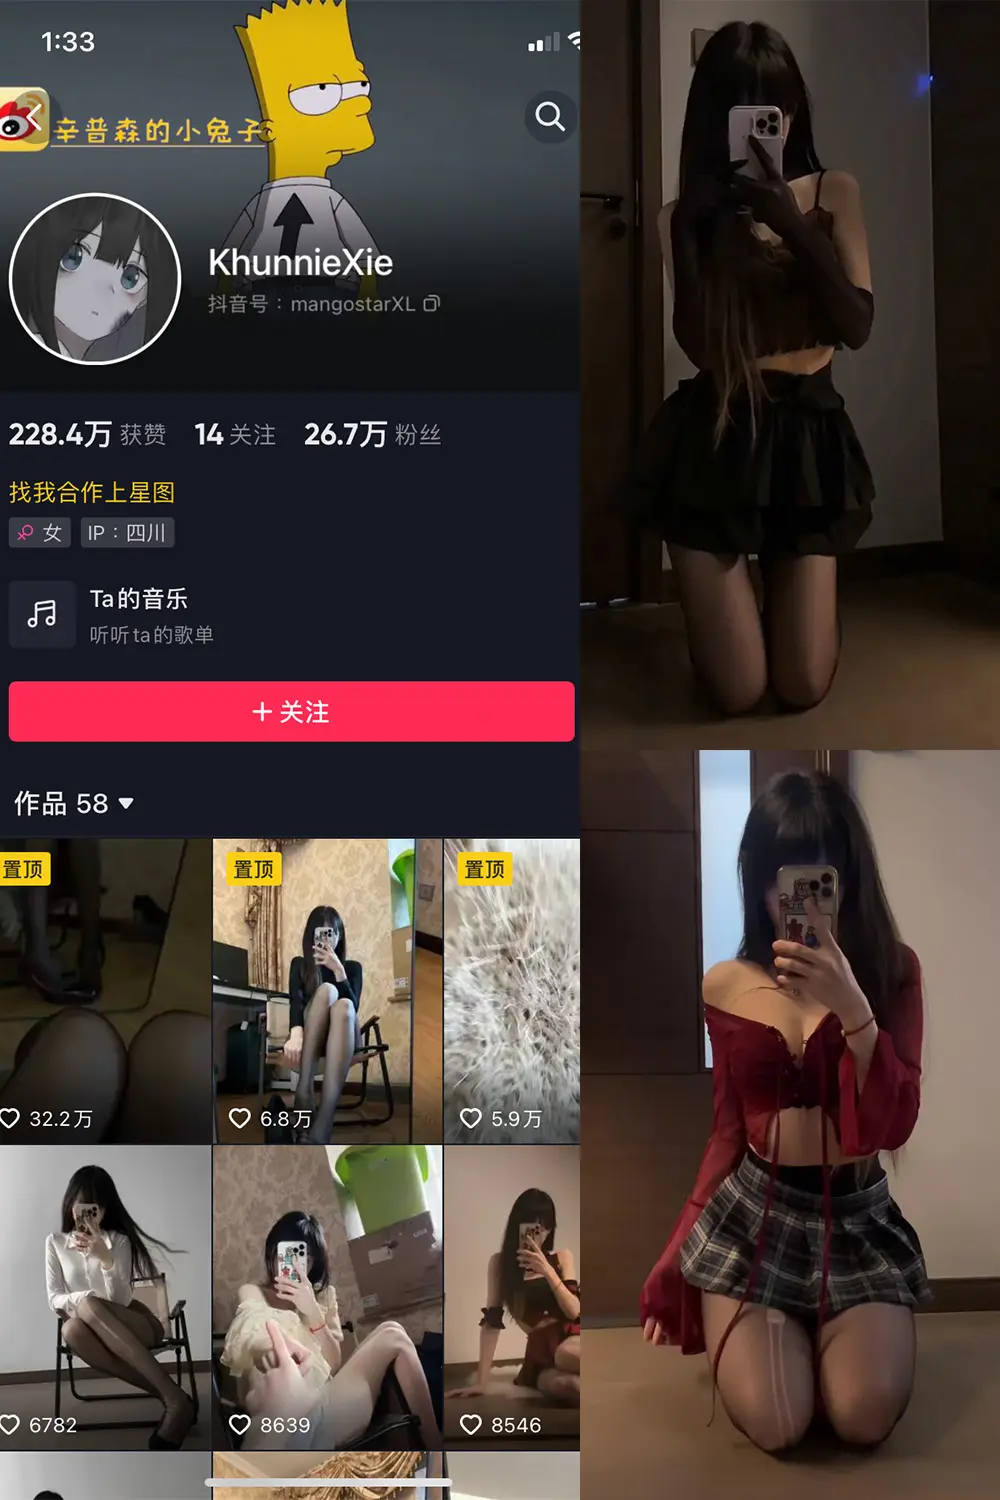 1:33
辛普森的小兔子
KhunnieXie
抖音号：mangostarXL
228.4万 获赞 14 关注 26.7万 粉丝
找我合作上星图
女 IP：四川
Ta的音乐
听听ta的歌单
+ 关注
作品 58
置顶 置顶 置顶
32.2万 6.8万 5.9万
6782 8639 8546